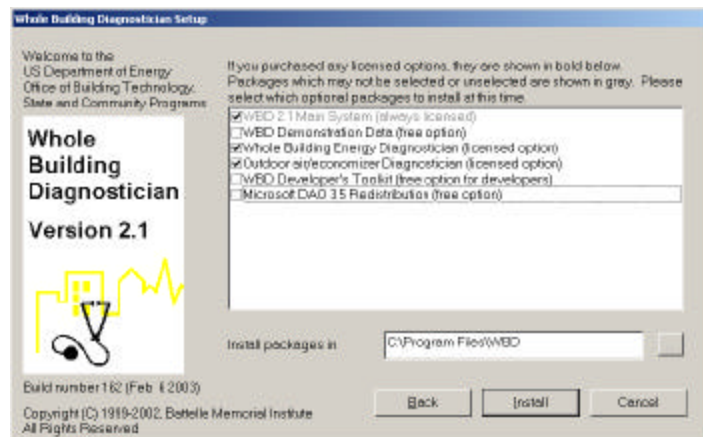 Whole Building Diagnostician Setup
Welcome to the
US Department of Energy
Office of Building Technology,
State and Community Programs
If you purchased any licensed options, they are shown in bold below.
Packages which may not be selected or unselected are shown in gray. Please
select which optional packages to install at this time.
WBD 2.1 Main System (always licensed)
WBD Demonstration Data (free option)
Whole Building Energy Diagnostician (licensed option)
Outdoor air/economizer Diagnostician (licensed option)
WBD Developer's Toolkit (free option for developers)
Microsoft DAO 3.5 Redistribution (free option)
Whole
Building
Diagnostician
Version 2.1
Install packages in
C:\Program Files\WBD
Build number 162 (Feb 2003)
Back
Install
Cancel
Copyright (C) 1999-2002, Battelle Memorial Institute
All Rights Reserved